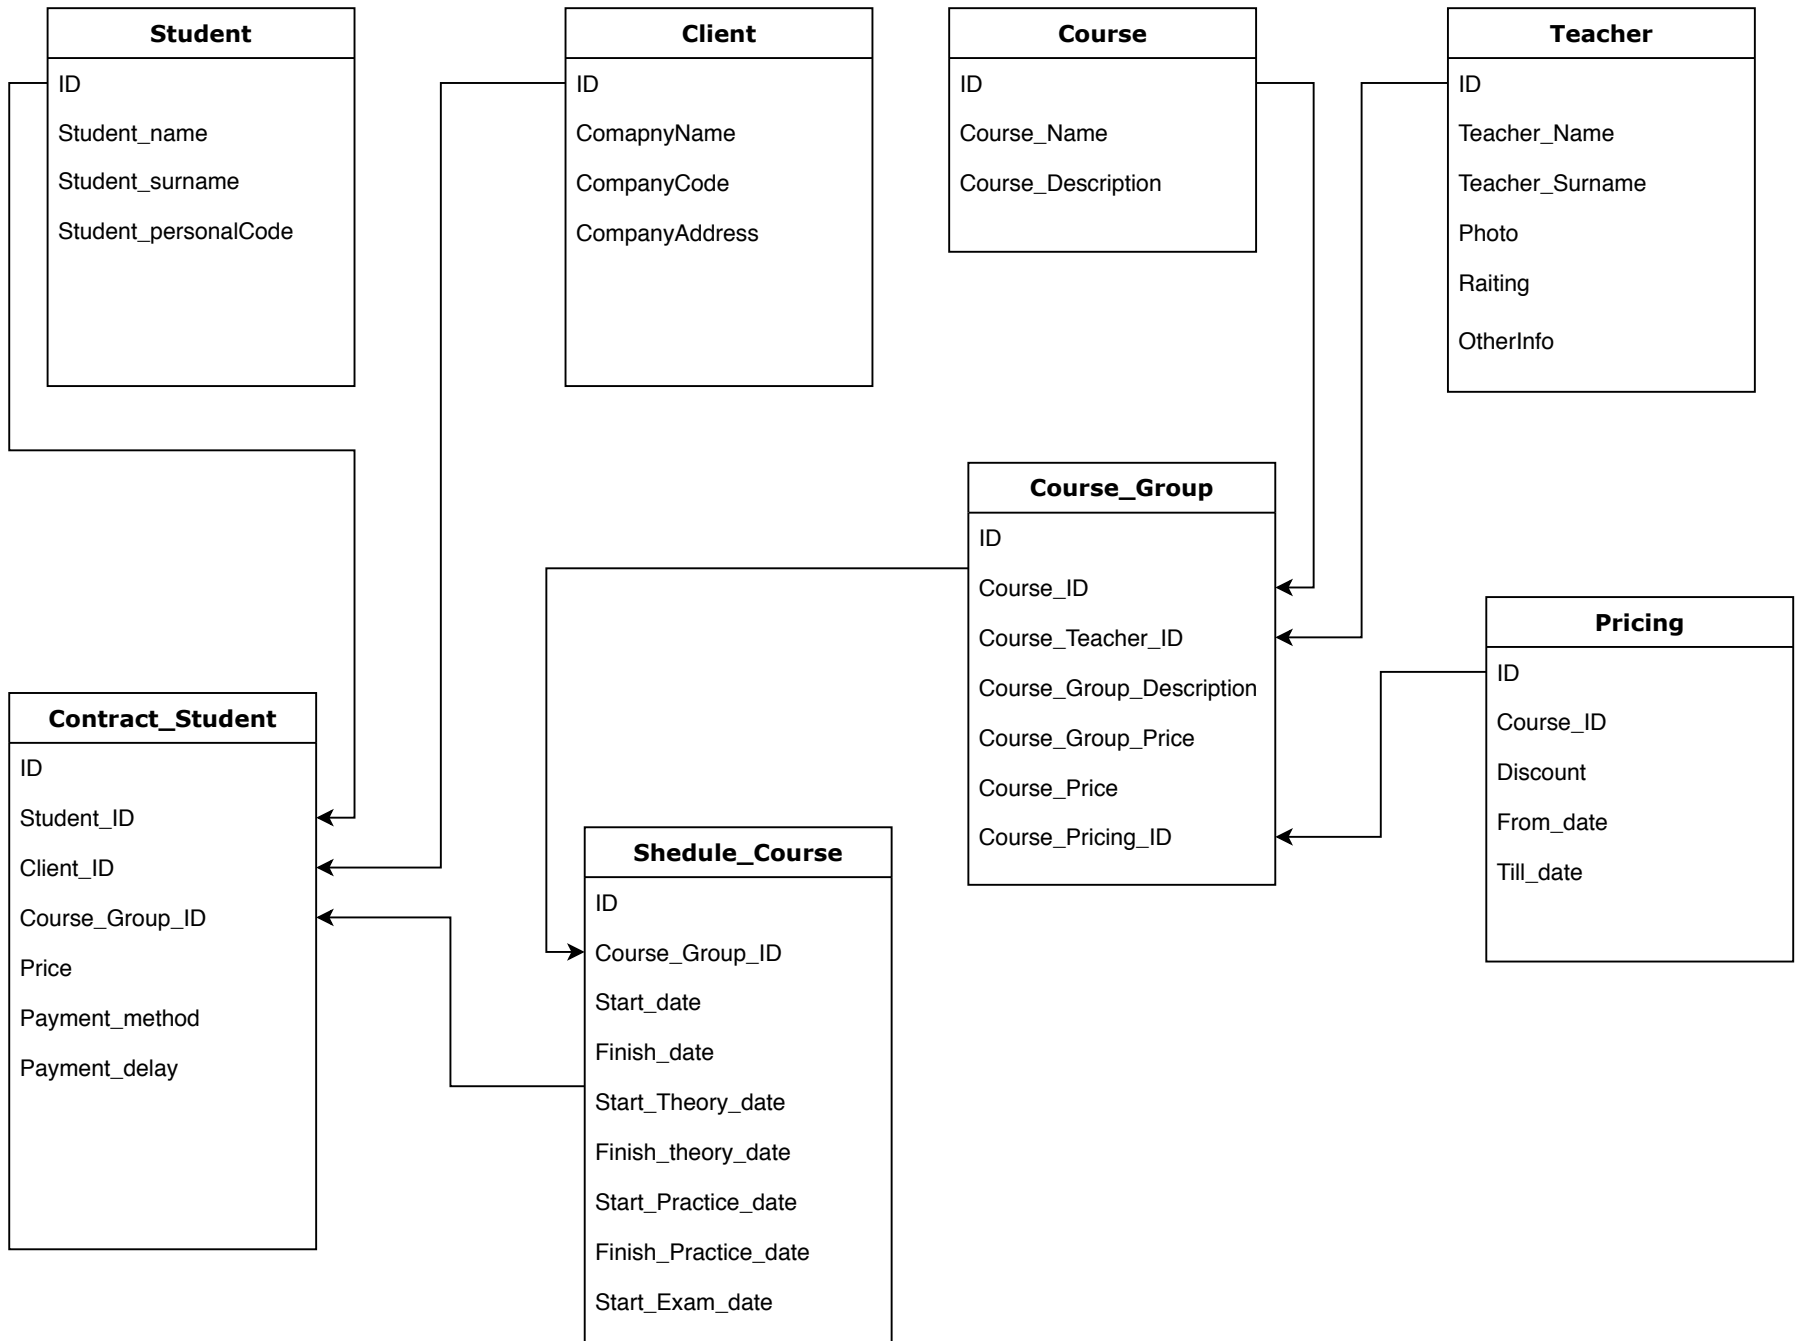 Student
ID
Student_name
Student_surname
Student_personalCode
Client
ID
ComapnyName
CompanyCode
CompanyAddress
Course
ID
Course_Name
Course_Description
Teacher
ID
Teacher_Name
Teacher_Surname
Photo
Raiting
OtherInfo
Course_Group
ID
Course_ID
Course_Teacher_ID
Course_Group_Description
Course_Group_Price
Course_Price
Course_Pricing_ID
Pricing
ID
Course_ID
Discount
From_date
Till_date
Contract_Student
ID
Student_ID
Client_ID
Course_Group_ID
Price
Payment_method
Payment_delay
Shedule_Course
ID
Course_Group_ID
Start_date
Finish_date
Start_Theory_date
Finish_theory_date
Start_Practice_date
Finish_Practice_date
Start_Exam_date